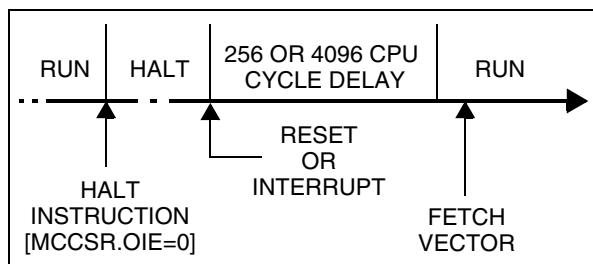 RUN
HALT
256 OR 4096 CPU
CYCLE DELAY
RUN
RESET
OR
INTERRUPT
HALT
INSTRUCTION
[MCCSR.OIE=0]
FETCH
VECTOR